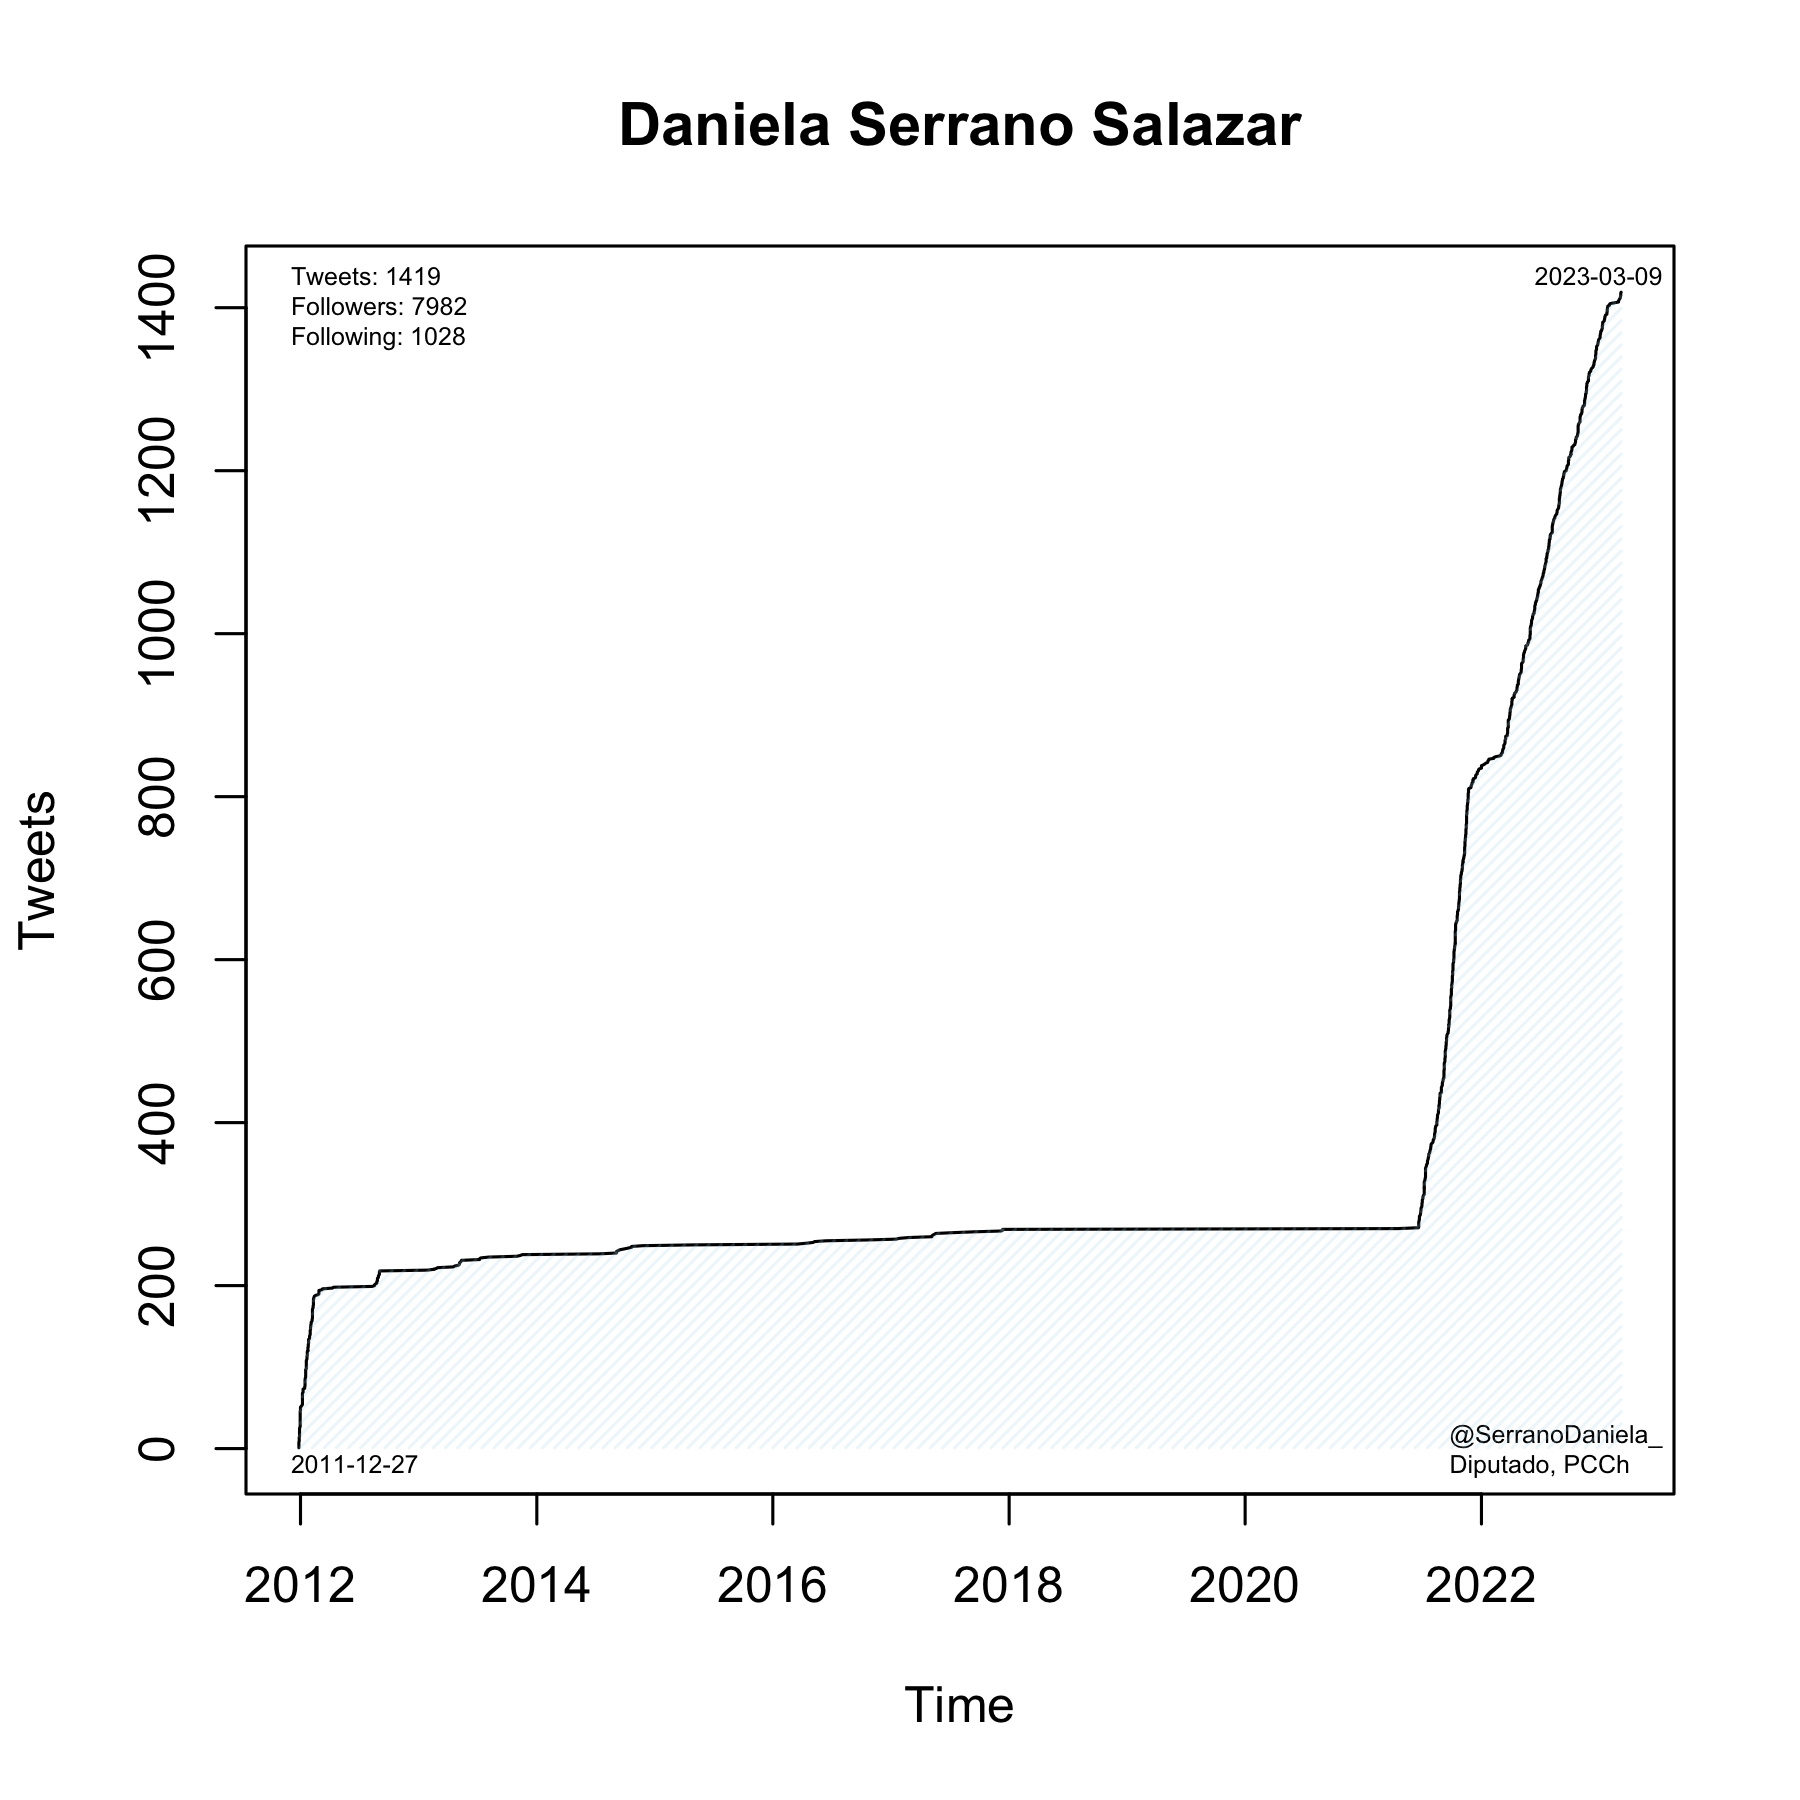 Daniela Serrano Salazar
Tweets: 1419
Followers: 7982
Following: 1028
2023-03-09
1400
1200
1000
800
600
400
200
0
Tweets
2011-12-27
@SerranoDaniela_
Diputado, PCCh
2012 2014 2016 2018 2020 2022
Time